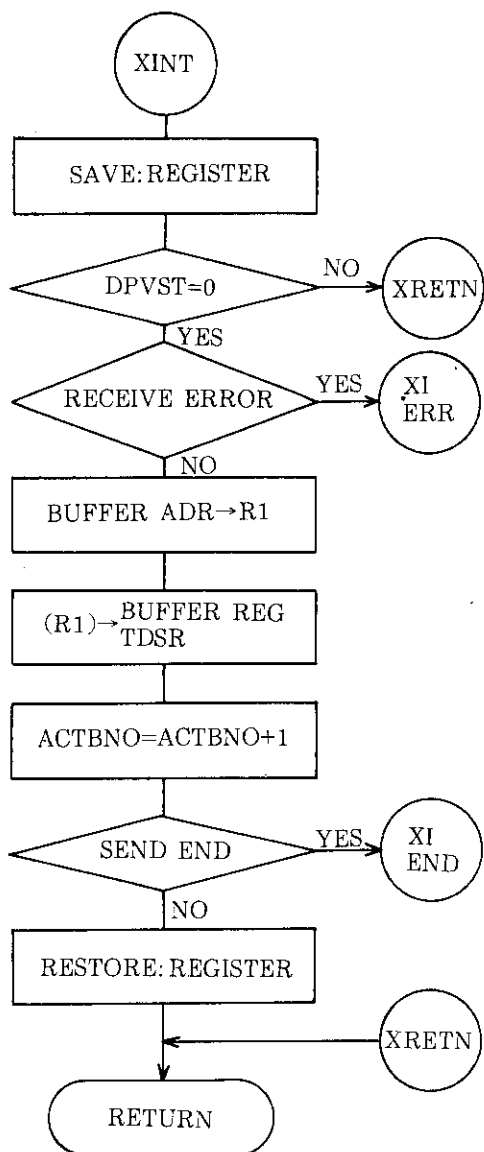 XINT
SAVE:REGISTER
DPVST=0
NO
XRETN
YES
RECEIVE ERROR
YES
XI
ERR
NO
BUFFER ADR→R1
(R1)→BUFFER REG
TDSR
ACTBNO=ACTBNO+1
SEND END
YES
XI
END
NO
RESTORE:REGISTER
XRETN
RETURN